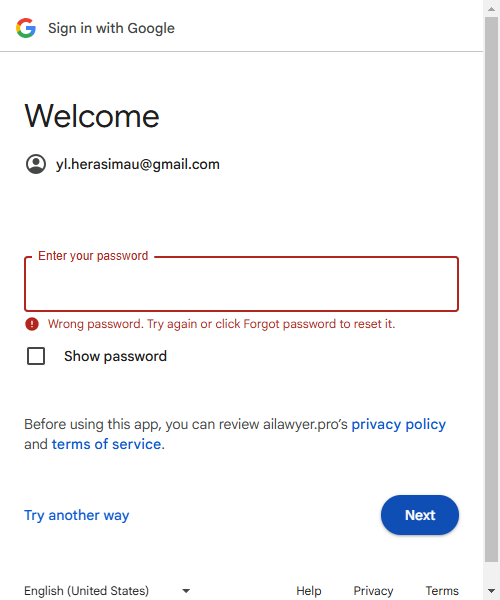 Sign in with Google
Welcome
yl.herasimau@gmail.com
Enter your password
Wrong password. Try again or click Forgot password to reset it.
Show password
Before using this app, you can review ailawyer.pro’s privacy policy
and terms of service.
Try another way
Next
English (United States)
Help
Privacy
Terms